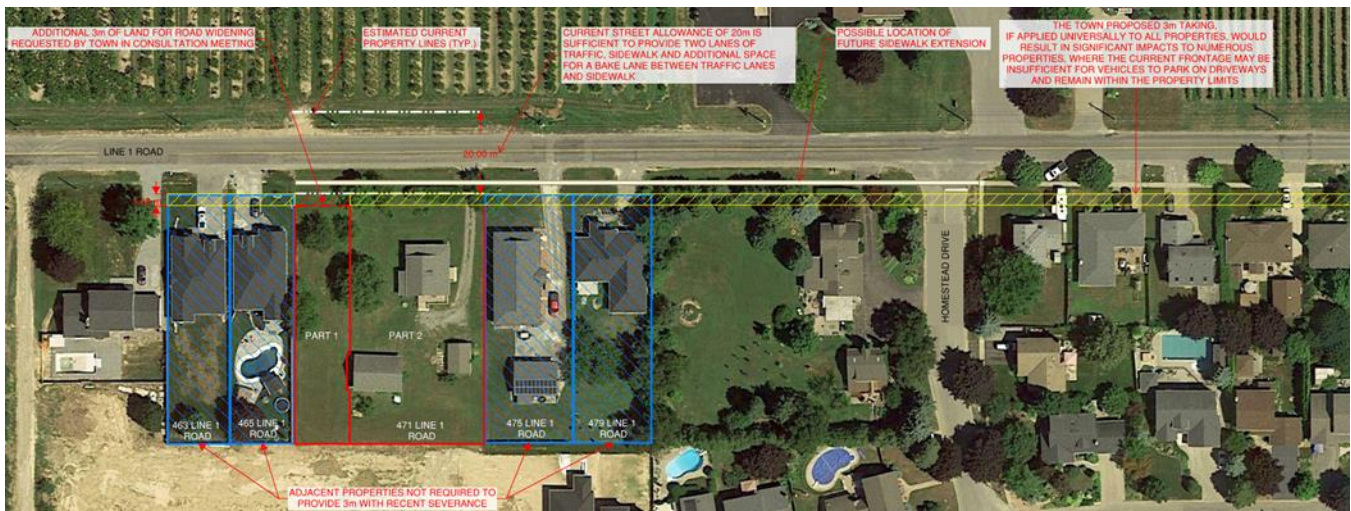 ADDITIONAL 3m OF LAND FOR ROAD WIDENING
REQUESTED BY TOWN IN CONSULTATION MEETING
ESTIMATED CURRENT
PROPERTY LINES (TYP.)
CURRENT STREET ALLOWANCE OF 20m IS
SUFFICIENT TO PROVIDE TWO LANES OF
TRAFFIC, SIDEWALK AND ADDITIONAL SPACE
FOR A BAKE LANE BETWEEN TRAFFIC LANES
AND SIDEWALK
POSSIBLE LOCATION OF
FUTURE SIDEWALK EXTENSION
THE TOWN PROPOSED 3m TAKING,
IF APPLIED UNIVERSALLY TO ALL PROPERTIES, WOULD
RESULT IN SIGNIFICANT IMPACTS TO NUMEROUS
PROPERTIES, WHERE THE CURRENT FRONTAGE MAY BE
INSUFFICIENT FOR VEHICLES TO PARK ON DRIVEWAYS
AND REMAIN WITHIN THE PROPERTY LIMITS
LINE 1 ROAD
20.00 m
HOMESTEAD DRIVE
PART 1
PART 2
463 LINE 1
ROAD
465 LINE 1
ROAD
471 LINE 1
ROAD
475 LINE 1
ROAD
479 LINE 1
ROAD
ADJACENT PROPERTIES NOT REQUIRED TO
PROVIDE 3m WITH RECENT SEVERANCE